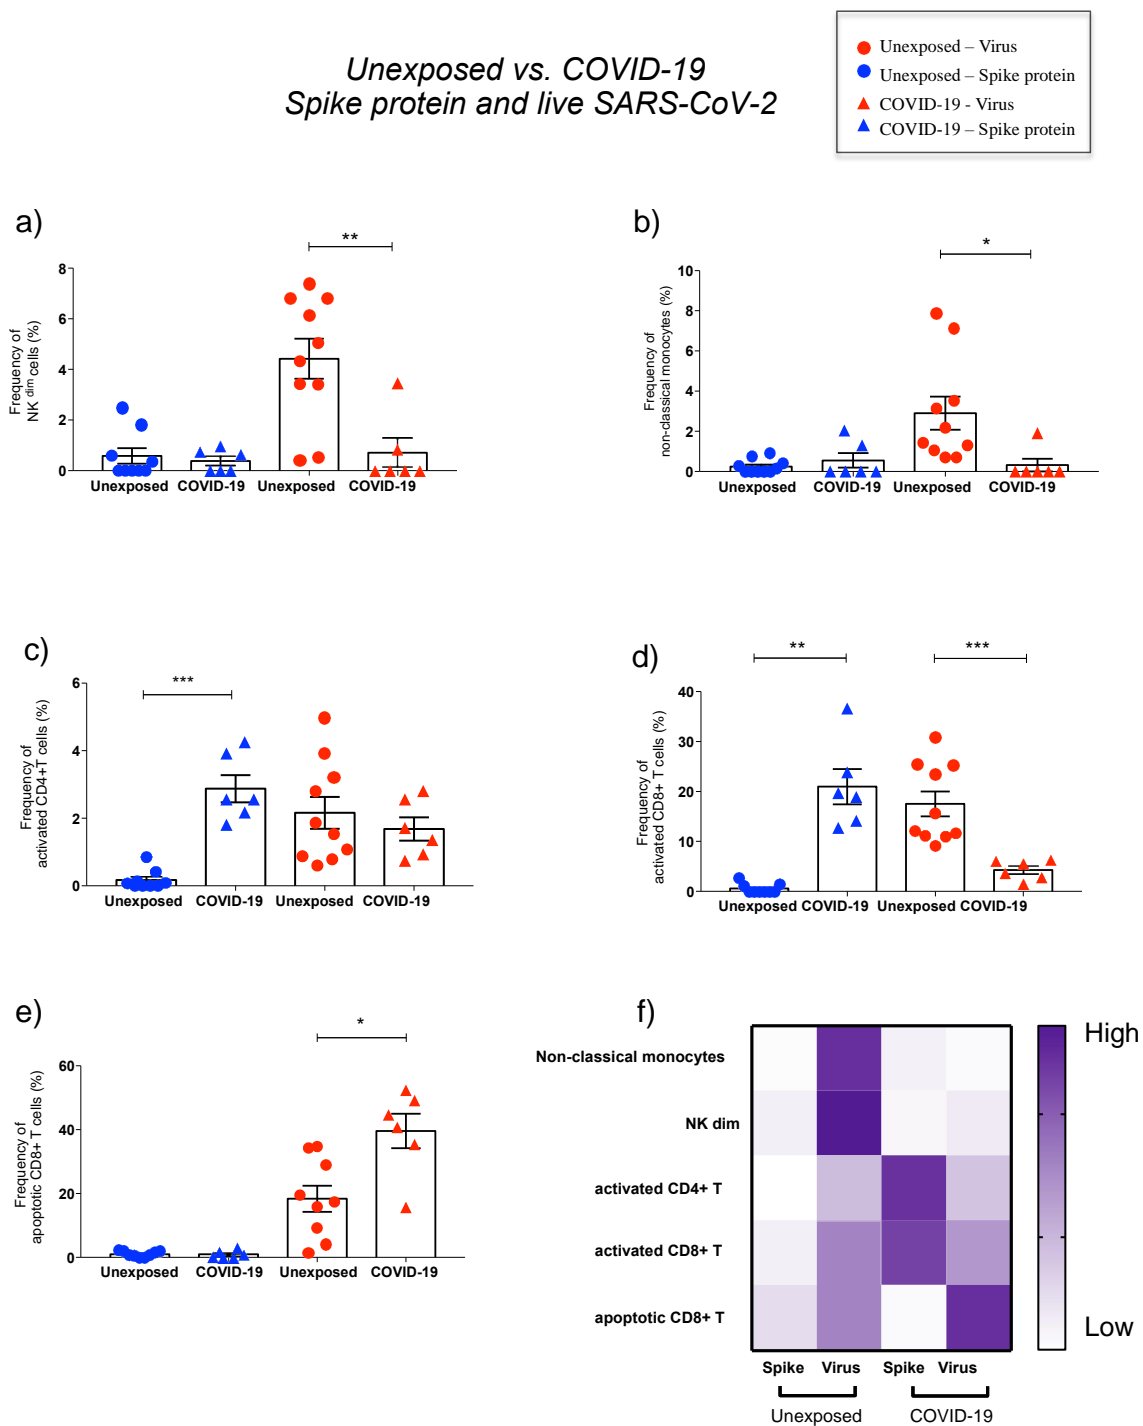 Unexposed vs. COVID-19
Spike protein and live SARS-CoV-2
Unexposed – Virus
Unexposed – Spike protein
COVID-19 - Virus
COVID-19 – Spike protein
a)
**
Frequency of
NK dim cells (%)
8
6
4
2
0
Unexposed COVID-19 Unexposed COVID-19
b)
*
Frequency of
non-classical monocytes (%)
10
8
6
4
2
0
Unexposed COVID-19 Unexposed COVID-19
c)
***
Frequency of
activated CD4+T cells (%)
6
4
2
0
Unexposed COVID-19 Unexposed COVID-19
d)
** ***
Frequency of
activated CD8+ T cells (%)
40
30
20
10
0
Unexposed COVID-19 Unexposed COVID-19
e)
*
Frequency of
apoptotic CD8+ T cells (%)
60
40
20
0
Unexposed COVID-19 Unexposed COVID-19
f)
Non-classical monocytes
NK dim
activated CD4+ T
activated CD8+ T
apoptotic CD8+ T
High
Low
Spike Virus Spike Virus
Unexposed COVID-19